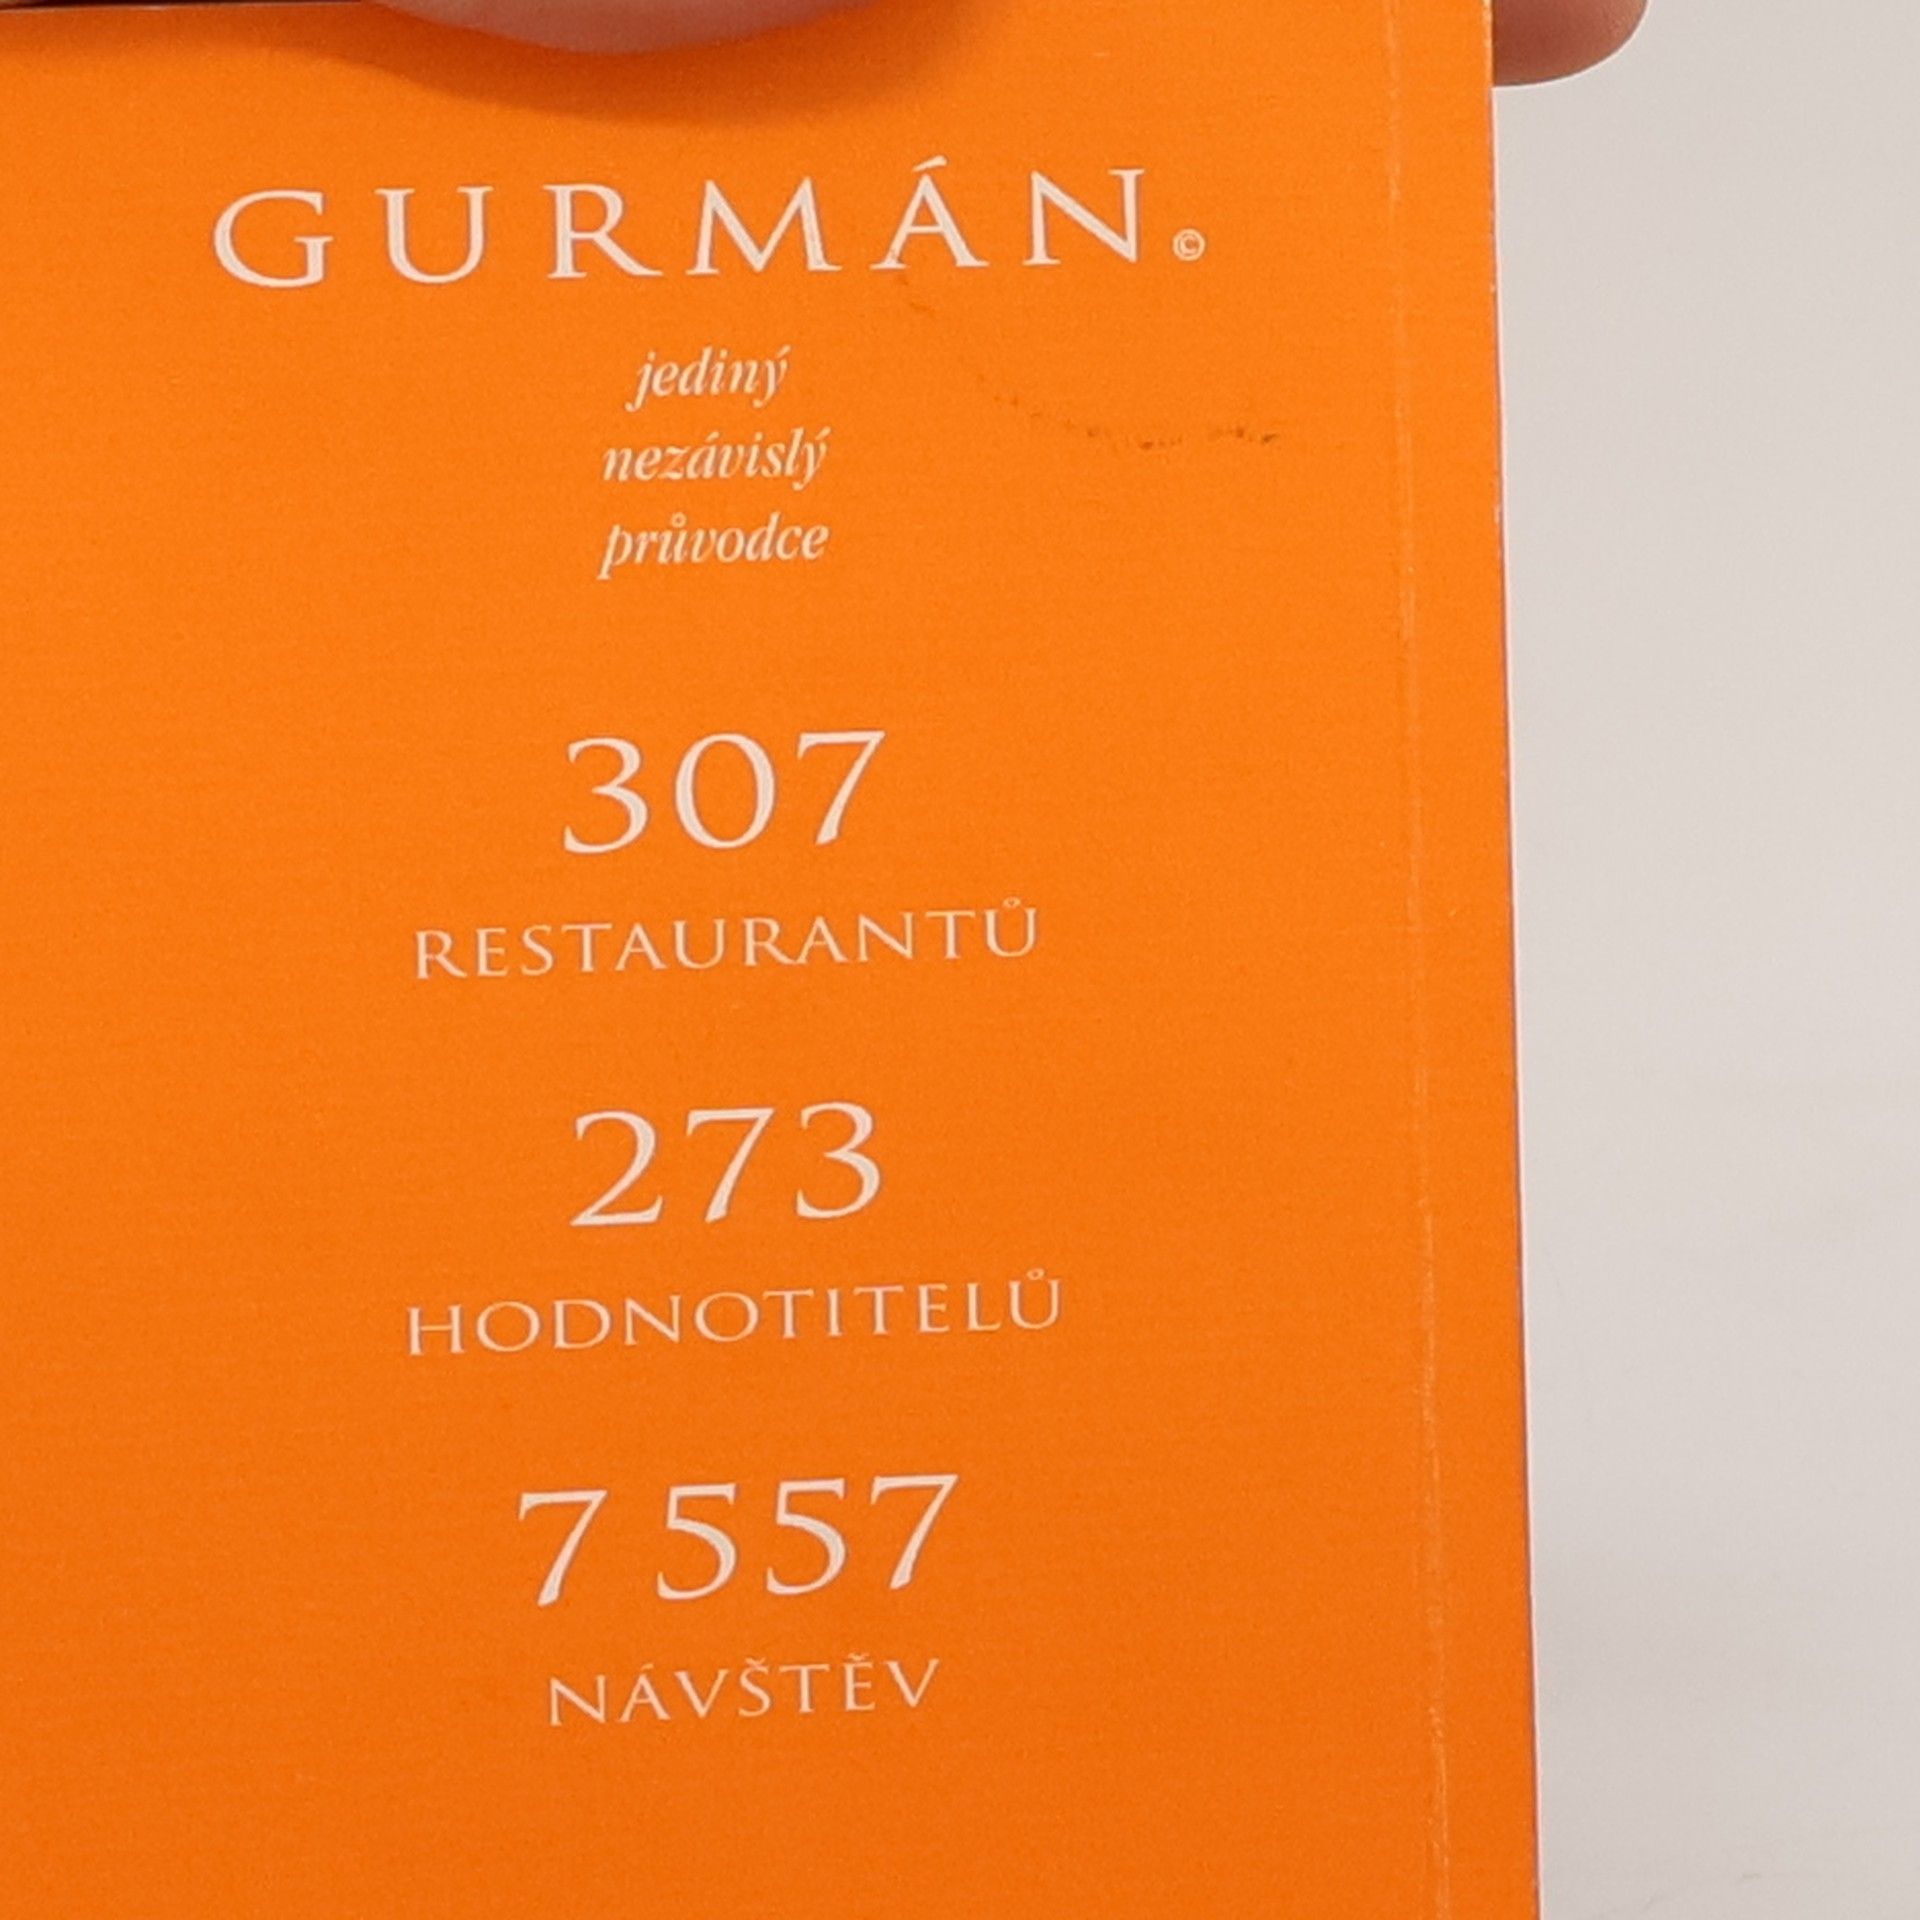 GURMÁN©
jediný
nezávislý
průvodce
307
RESTAURANTŮ
273
HODNOTITELŮ
7 557
NÁVŠTĚV